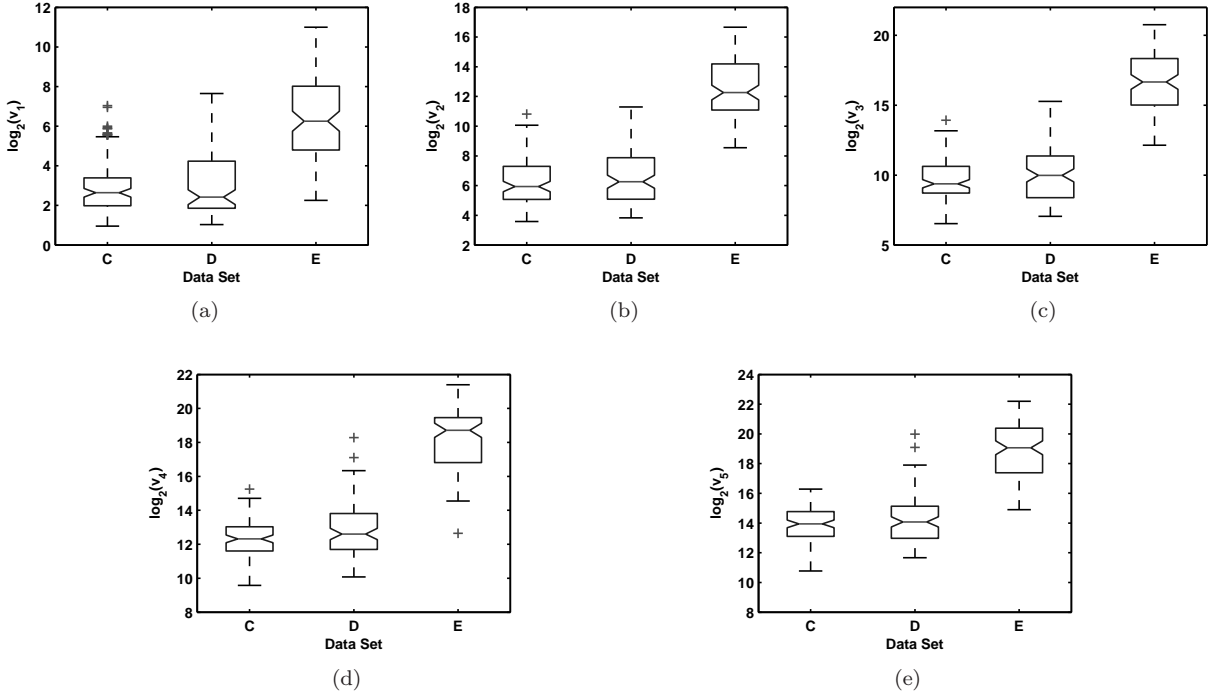 12
10
8
6
4
2
0
log2(v1)
C D E
Data Set
(a)
18
16
14
12
10
8
6
4
2
log2(v2)
C D E
Data Set
(b)
20
15
10
5
log2(v3)
C D E
Data Set
(c)
22
20
18
16
14
12
10
8
log2(v4)
C D E
Data Set
(d)
24
22
20
18
16
14
12
10
8
log2(v5)
C D E
Data Set
(e)